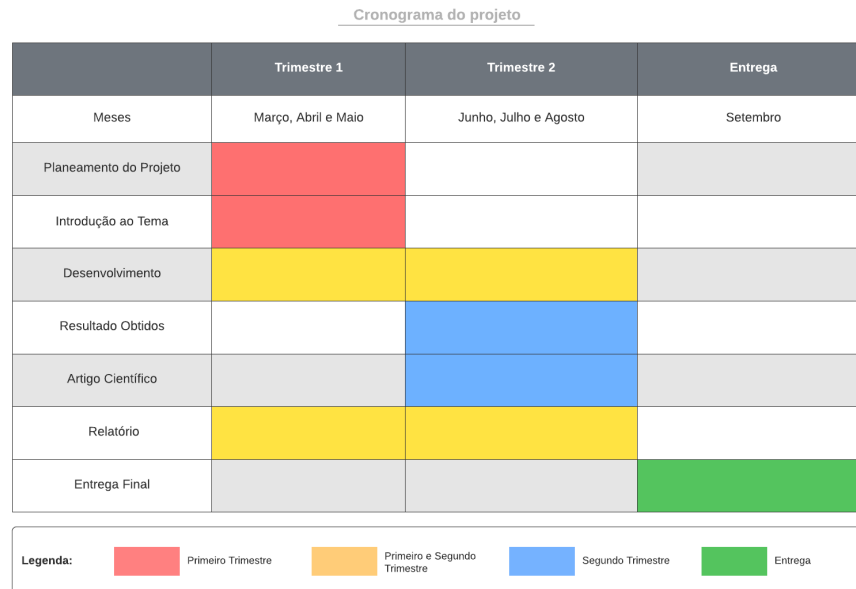 Cronograma do projeto
Trimestre 1 Trimestre 2 Entrega
Meses Março, Abril e Maio Junho, Julho e Agosto Setembro
Planeamento do Projeto
Introdução ao Tema
Desenvolvimento
Resultado Obtidos
Artigo Científico
Relatório
Entrega Final
Legenda: Primeiro Trimestre Primeiro e Segundo Trimestre Segundo Trimestre Entrega